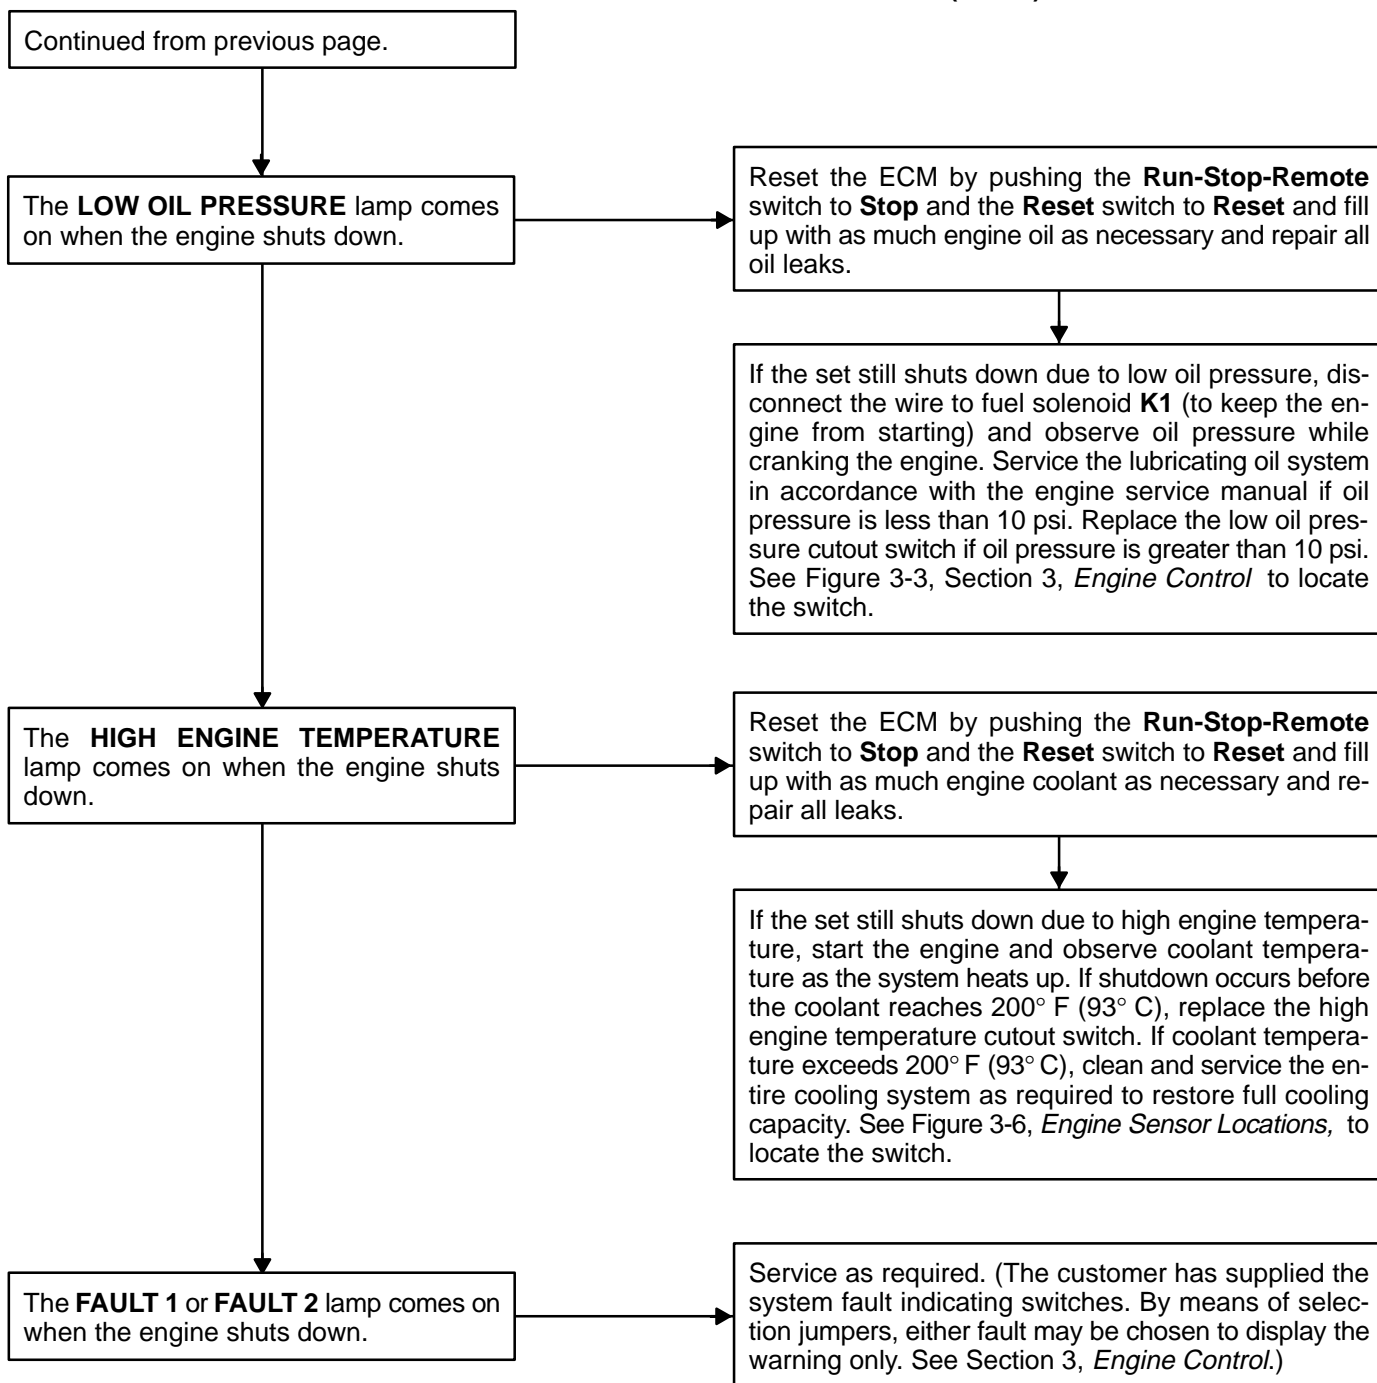 Continued from previous page.
The LOW OIL PRESSURE lamp comes
on when the engine shuts down.
Reset the ECM by pushing the Run-Stop-Remote
switch to Stop and the Reset switch to Reset and fill
up with as much engine oil as necessary and repair all
oil leaks.
If the set still shuts down due to low oil pressure, dis-
connect the wire to fuel solenoid K1 (to keep the en-
gine from starting) and observe oil pressure while
cranking the engine. Service the lubricating oil system
in accordance with the engine service manual if oil
pressure is less than 10 psi. Replace the low oil pres-
sure cutout switch if oil pressure is greater than 10 psi.
See Figure 3-3, Section 3, Engine Control to locate
the switch.
The HIGH ENGINE TEMPERATURE
lamp comes on when the engine shuts
down.
Reset the ECM by pushing the Run-Stop-Remote
switch to Stop and the Reset switch to Reset and fill
up with as much engine coolant as necessary and re-
pair all leaks.
If the set still shuts down due to high engine tempera-
ture, start the engine and observe coolant tempera-
ture as the system heats up. If shutdown occurs before
the coolant reaches 200° F (93° C), replace the high
engine temperature cutout switch. If coolant tempera-
ture exceeds 200° F (93° C), clean and service the en-
tire cooling system as required to restore full cooling
capacity. See Figure 3-6, Engine Sensor Locations, to
locate the switch.
The FAULT 1 or FAULT 2 lamp comes on
when the engine shuts down.
Service as required. (The customer has supplied the
system fault indicating switches. By means of selec-
tion jumpers, either fault may be chosen to display the
warning only. See Section 3, Engine Control.)